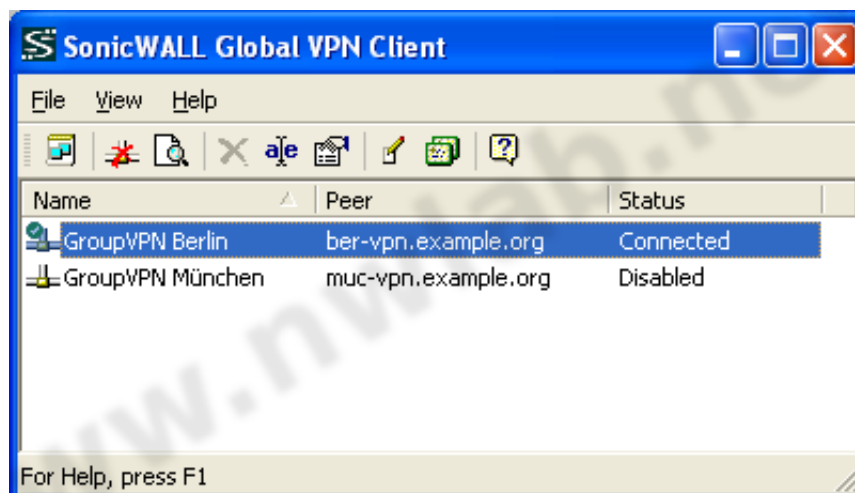 SonicWALL Global VPN Client
File View Help
Name Peer Status
GroupVPN Berlin ber-vpn.example.org Connected
GroupVPN München muc-vpn.example.org Disabled
For Help, press F1
www.nwlab.net